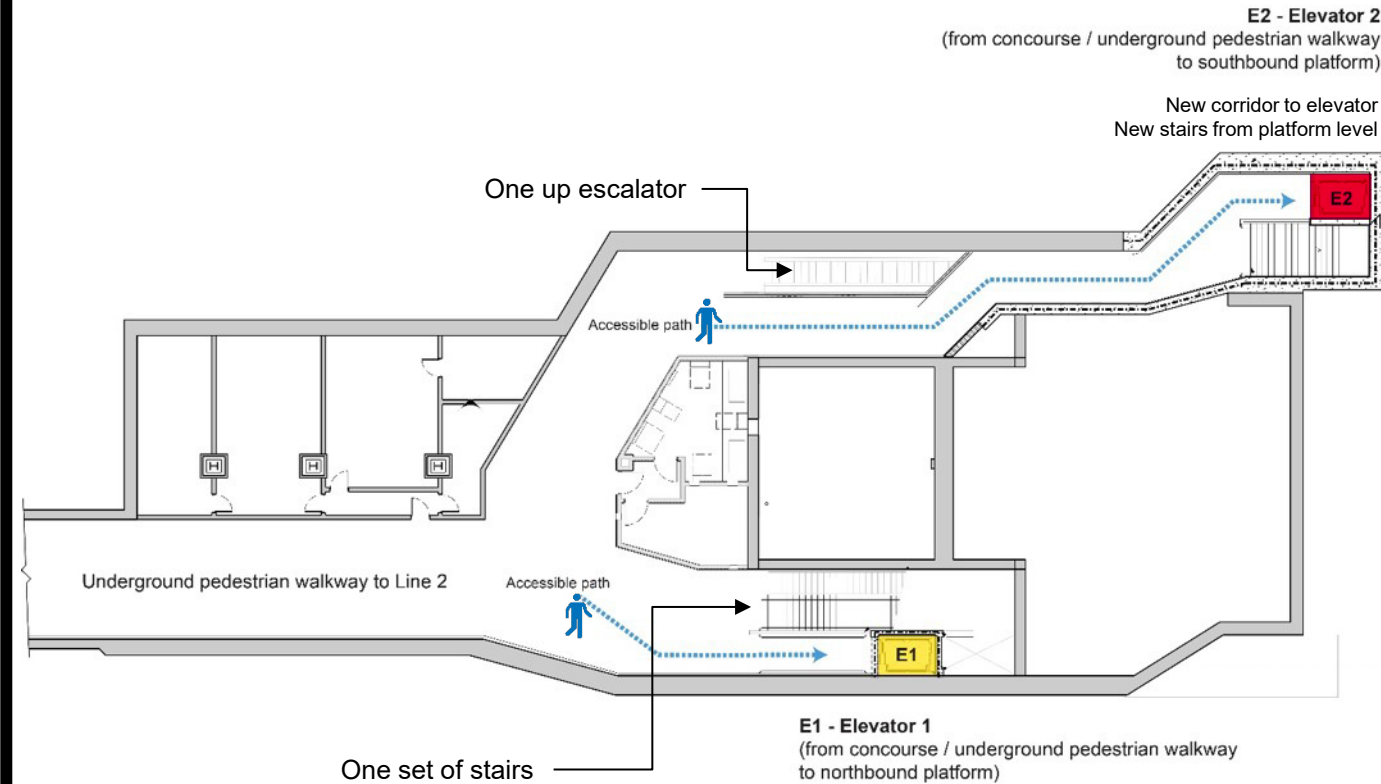 E2 - Elevator 2
(from concourse / underground pedestrian walkway
to southbound platform)
New corridor to elevator
New stairs from platform level
One up escalator
E2
Accessible path
H
H
H
Underground pedestrian walkway to Line 2
Accessible path
E1
E1 - Elevator 1
(from concourse / underground pedestrian walkway
to northbound platform)
One set of stairs